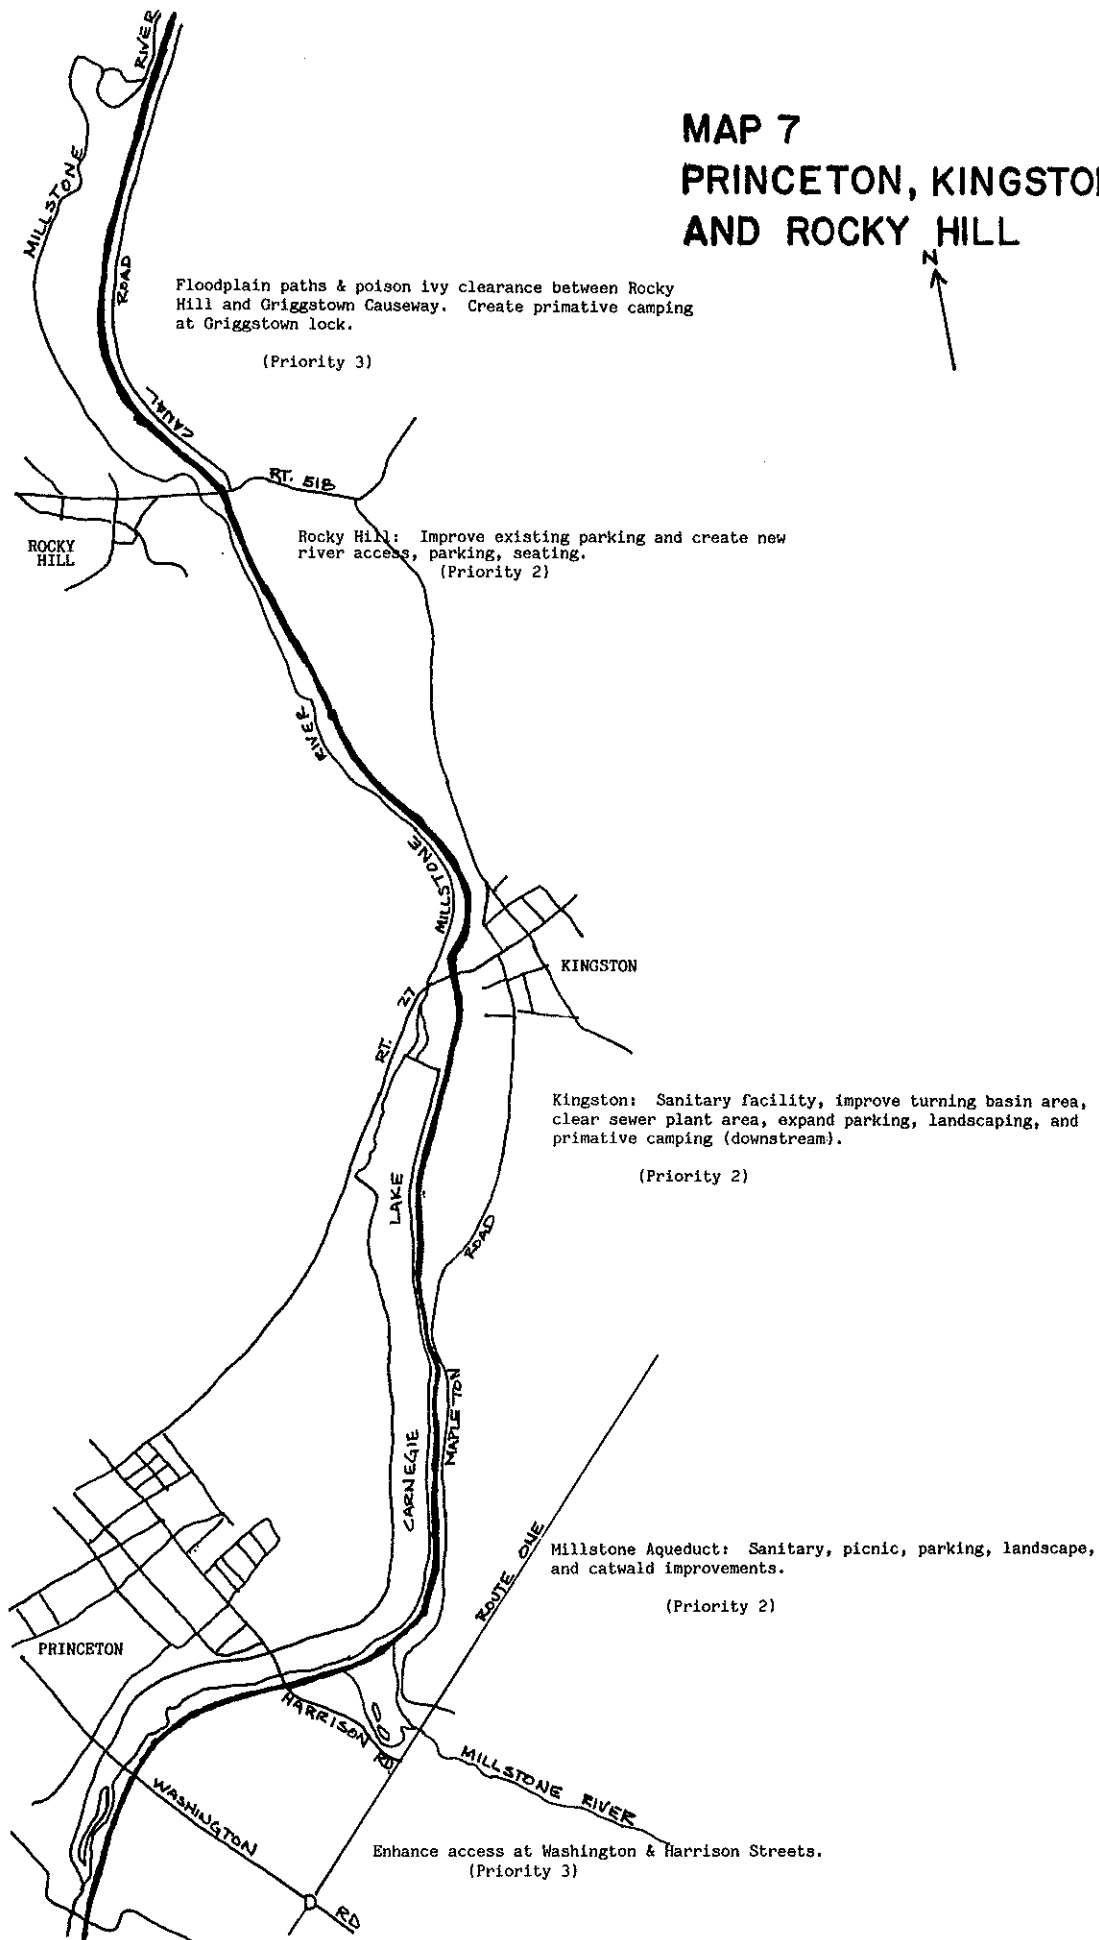 MAP 7
PRINCETON, KINGSTON
AND ROCKY HILL
N
RIVER
MILLSTONE
ROAD
Floodplain paths & poison ivy clearance between Rocky
Hill and Griggstown Causeway. Create primative camping
at Griggstown lock.
(Priority 3)
CANAL
RT. 518
ROCKY
HILL
Rocky Hill: Improve existing parking and create new
river access, parking, seating.
(Priority 2)
RIVER
MILLSTONE
KINGSTON
RT. 27
Kingston: Sanitary facility, improve turning basin area,
clear sewer plant area, expand parking, landscaping, and
primative camping (downstream).
(Priority 2)
LAKE
ROAD
MAPLETON
CARNEGIE
ROUTE ONE
Millstone Aqueduct: Sanitary, picnic, parking, landscape,
and catwald improvements.
(Priority 2)
PRINCETON
HARRISON RD.
MILLSTONE RIVER
WASHINGTON RD
Enhance access at Washington & Harrison Streets.
(Priority 3)